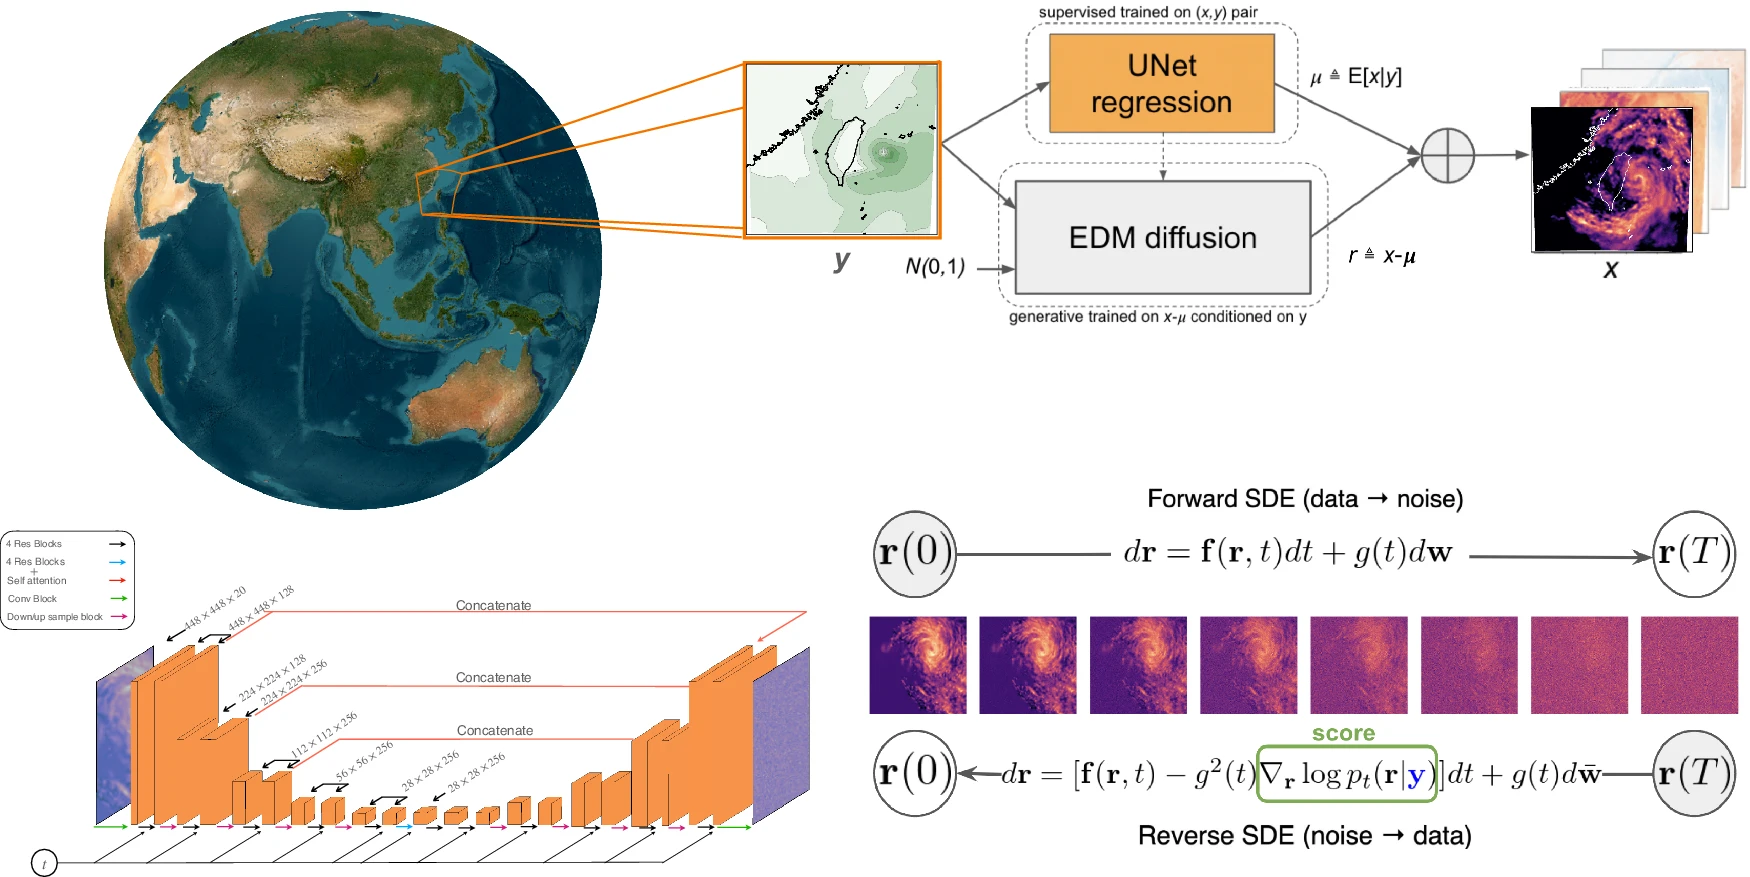 supervised trained on (x,y) pair
UNet
regression
μ ≜ E[x|y]
EDM diffusion
y
N(0,1)
r ≜ x-μ
x
generative trained on x-μ conditioned on y
Forward SDE (data → noise)
r(0)
dr = f(r, t)dt + g(t)dw
r(T)
score
r(0)
dr = [f(r, t) − g²(t)∇r log pt(r|y)]dt + g(t)dw̄
r(T)
Reverse SDE (noise → data)
4 Res Blocks
4 Res Blocks
+
Self attention
Conv Block
Down/up sample block
448 × 448 × 20
448 × 448 × 128
Concatenate
224 × 224 × 128
224 × 224 × 256
Concatenate
112 × 112 × 256
Concatenate
56 × 56 × 256
28 × 28 × 256
28 × 28 × 256
t